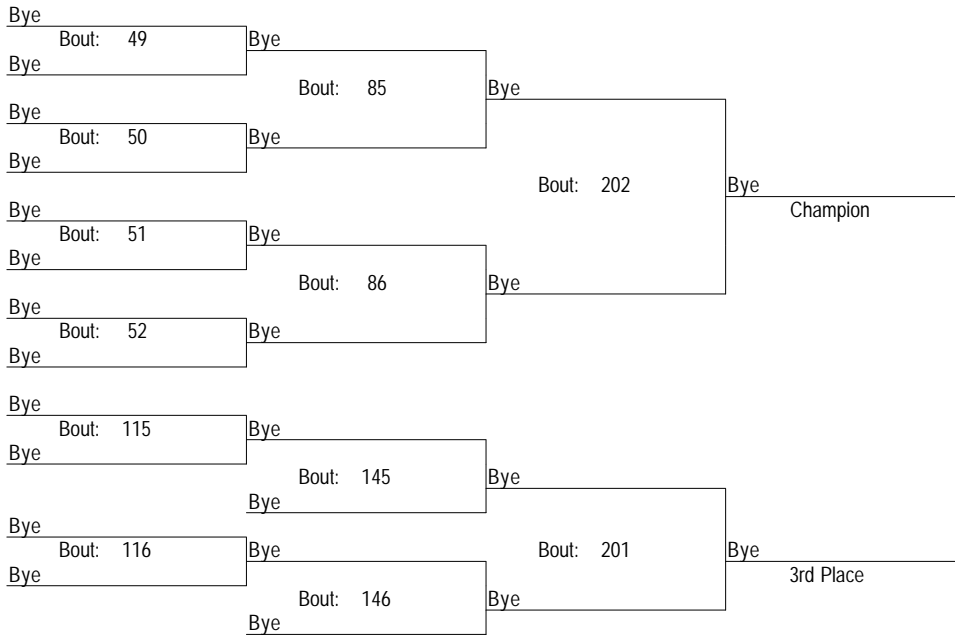 Bye
Bout: 49 Bye
Bye
Bout: 85 Bye
Bye
Bout: 50 Bye
Bye
Bout: 202 Bye
Champion
Bye
Bout: 51 Bye
Bye
Bout: 86 Bye
Bye
Bout: 52 Bye
Bye
Bye
Bout: 115 Bye
Bye
Bout: 145 Bye
Bye
Bye
Bout: 201 Bye
3rd Place
Bout: 116 Bye
Bye
Bout: 146 Bye
Bye